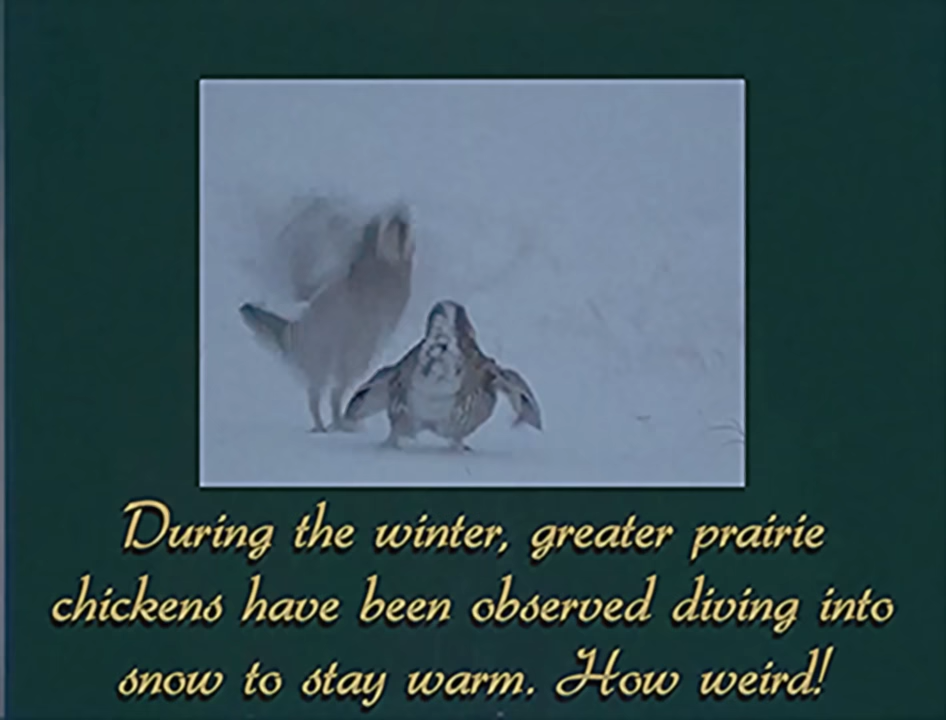 During the winter, greater prairie
chickens have been observed diving into
snow to stay warm. How weird!